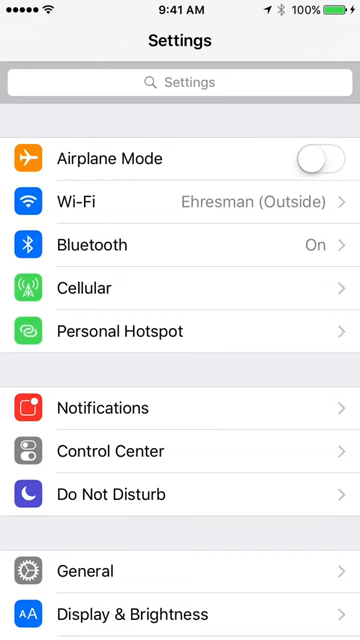 9:41 AM 100%
Settings
Settings
Airplane Mode
Wi-Fi Ehresman (Outside)
Bluetooth On
Cellular
Personal Hotspot
Notifications
Control Center
Do Not Disturb
General
AA Display & Brightness